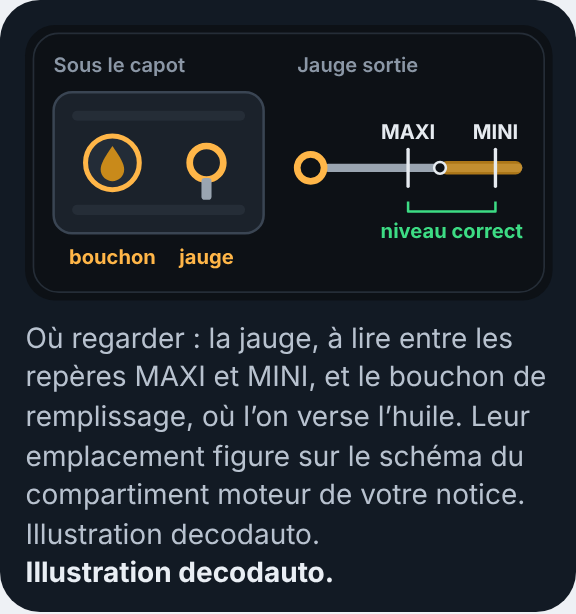 Sous le capot
Jauge sortie
MAXI
MINI
niveau correct
bouchon
jauge
Où regarder : la jauge, à lire entre les
repères MAXI et MINI, et le bouchon de
remplissage, où l’on verse l’huile. Leur
emplacement figure sur le schéma du
compartiment moteur de votre notice.
Illustration decodauto.
Illustration decodauto.